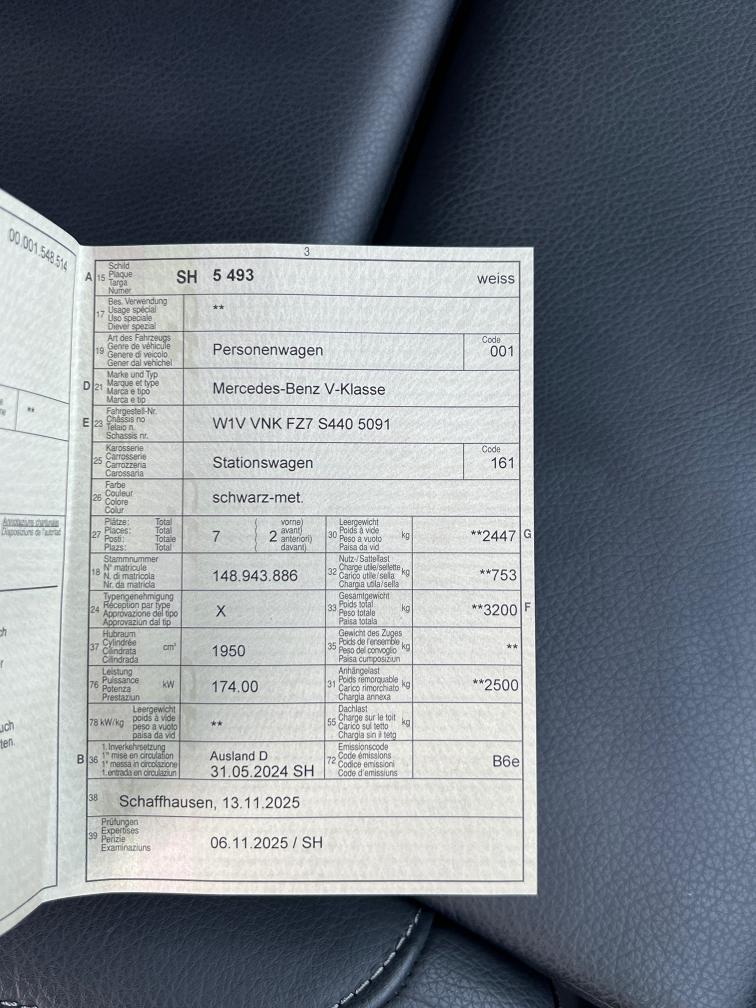 00.001.548.514
**
Annotaziuns chantunalas
Disposiziuns da l'autoritad
uch
ten.
3
A 15 Schild
Plaque
Targa
Numer
SH 5 493 weiss
17 Bes. Verwendung
Usage spécial
Uso speciale
Diever spezial
**
19 Art des Fahrzeugs
Genre de véhicule
Genere di veicolo
Gener dal vehichel
Personenwagen
Code
001
D 21 Marke und Typ
Marque et type
Marca e tipo
Marca e tip
Mercedes-Benz V-Klasse
E 23 Fahrgestell-Nr.
Châssis no
Telaio n.
Schassis nr.
W1V VNK FZ7 S440 5091
25 Karosserie
Carrosserie
Carrozzeria
Carossaria
Stationswagen
Code
161
26 Farbe
Couleur
Colore
Colur
schwarz-met.
27 Plätze: Total
Places: Total
Posti: Totale
Plazs: Total
7
2
vorne)
avant)
anteriori)
davant)
30 Leergewicht
Poids à vide
Peso a vuoto
Paisa da vid
kg
**2447 G
18 Stammnummer
N° matricule
N. di matricola
Nr. da matricla
148.943.886
32 Nutz-/Sattellast
Charge utile/sellette
Carico utile/sella
Chargia utila/sella
kg
**753
24 Typengenehmigung
Réception par type
Approvazione del tipo
Approvaziun dal tip
X
33 Gesamtgewicht
Poids total
Peso totale
Paisa totala
kg
**3200 F
37 Hubraum
Cylindrée
Cilindrata
Cilindrada
cm³
1950
35 Gewicht des Zuges
Poids de l'ensemble
Peso del convoglio
Paisa cumposiziun
kg
**
76 Leistung
Puissance
Potenza
Prestaziun
kW
174.00
31 Anhängelast
Poids remorquable
Carico rimorchiato
Chargia annexa
kg
**2500
78 kW/kg
Leergewicht
poids à vide
peso a vuoto
paisa da vid
**
55 Dachlast
Charge sur le toit
Carico sul tetto
Chargia sin il tetg
kg
B 36 1. Inverkehrsetzung
1re mise en circulation
1a messa in circolazione
1. entrada en circulaziun
Ausland D
31.05.2024 SH
72 Emissionscode
Code émissions
Codice emissioni
Code d'emissiuns
B6e
38 Schaffhausen, 13.11.2025
39 Prüfungen
Expertises
Perizie
Examinaziuns
06.11.2025 / SH